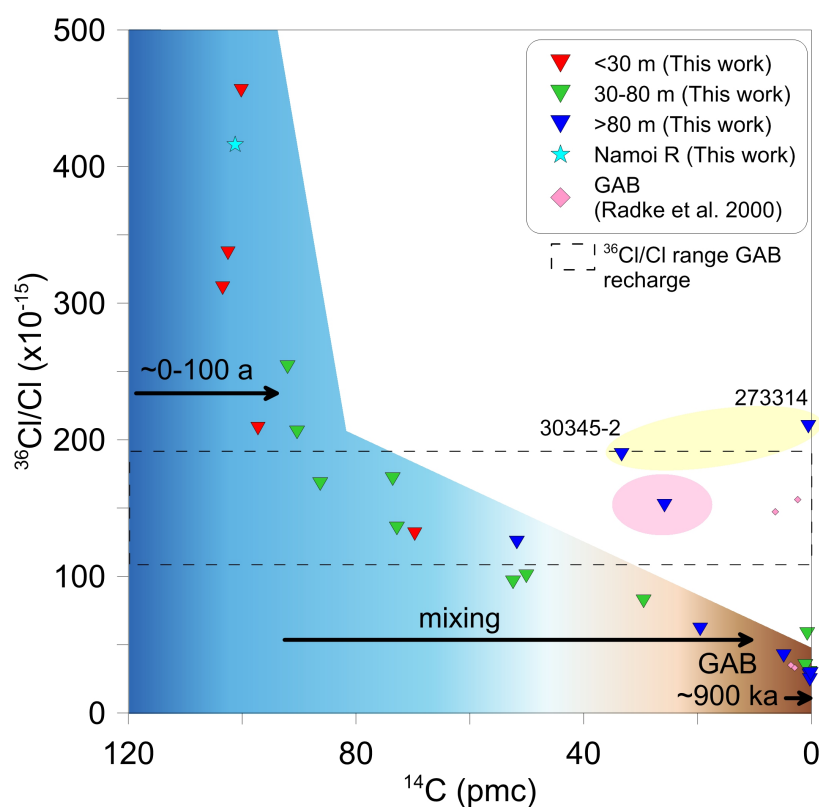 500
400
300
200
100
0
120
80
40
0
³⁶Cl/Cl (x10⁻¹⁵)
¹⁴C (pmc)
<30 m (This work)
30-80 m (This work)
>80 m (This work)
Namoi R (This work)
GAB
(Radke et al. 2000)
³⁶Cl/Cl range GAB
recharge
~0-100 a
273314
30345-2
mixing
GAB
~900 ka